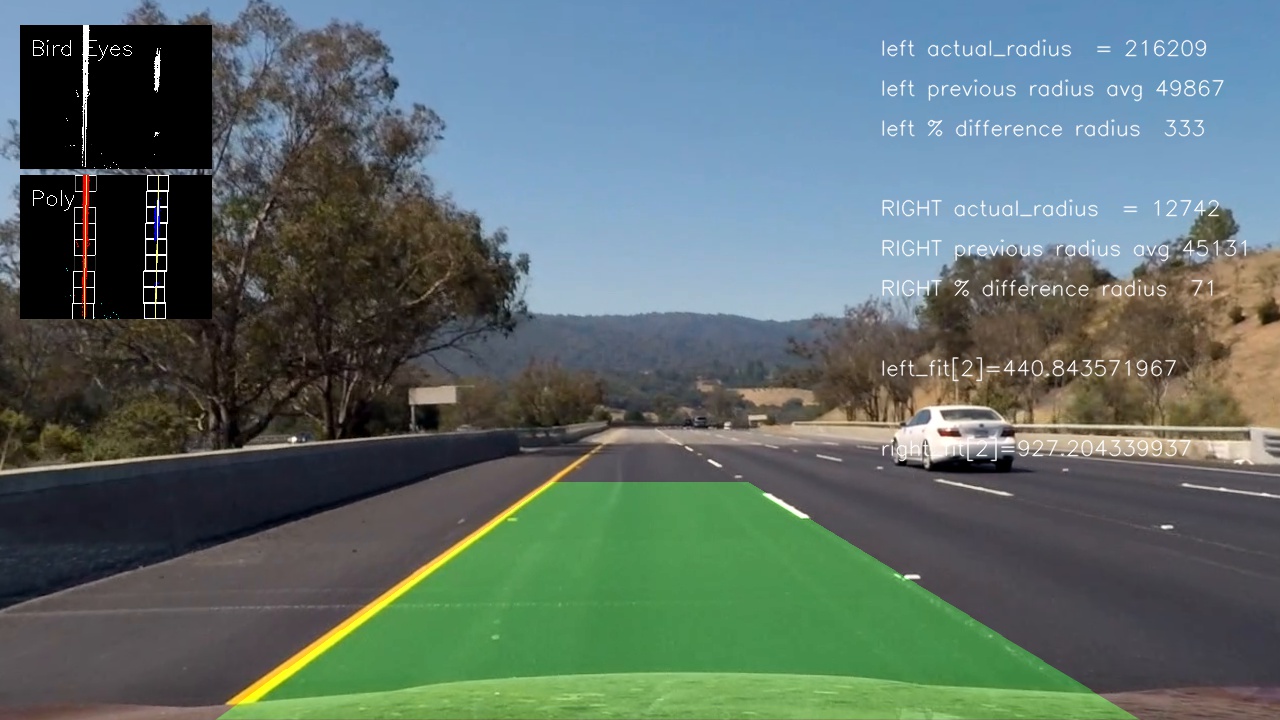 Bird Eyes
Poly
left actual_radius = 216209
left previous radius avg 49867
left % difference radius 333
RIGHT actual_radius = 12742
RIGHT previous radius avg 45131
RIGHT % difference radius 71
left_fit[2]=440.843571967
right_fit[2]=927.204339937